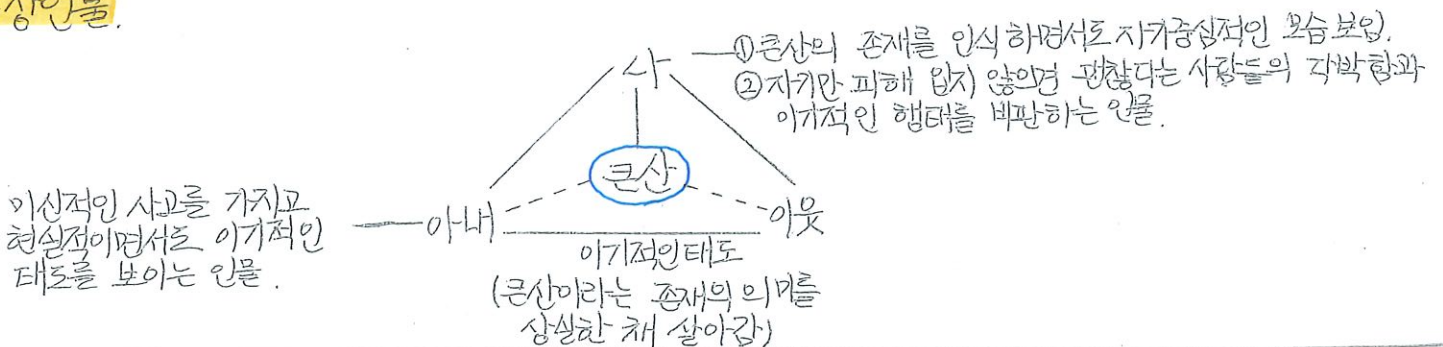 장인물.
나 — ① 큰산의 존재를 인식하면서도 자기중심적인 모습 보임.
② 자기만 피해 입지 않으면 괜찮다는 사람들의 각박함과
이기적인 행태를 비판하는 인물.
큰산
미신적인 사고를 가지고
현실적이면서도 이기적인
태도를 보이는 인물.
아내
이웃
이기적인 태도
(큰산이라는 존재의 의미를
상실한 채 살아감)